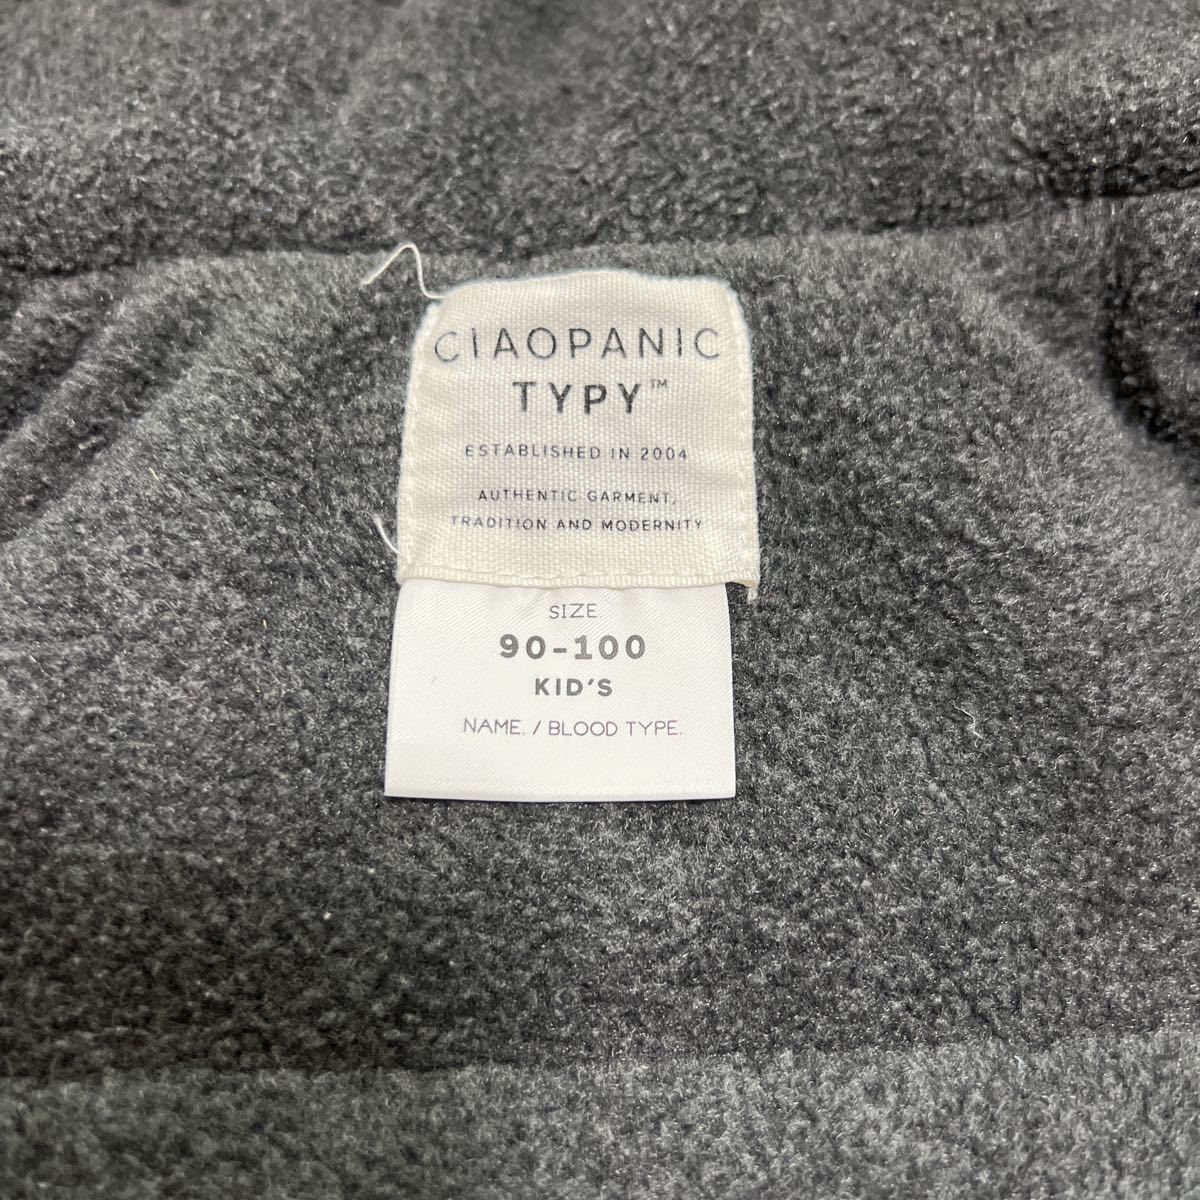 CIAOPANIC
TYPY™
ESTABLISHED IN 2004
AUTHENTIC GARMENT,
TRADITION AND MODERNITY
SIZE.
90-100
KID'S
NAME. / BLOOD TYPE.